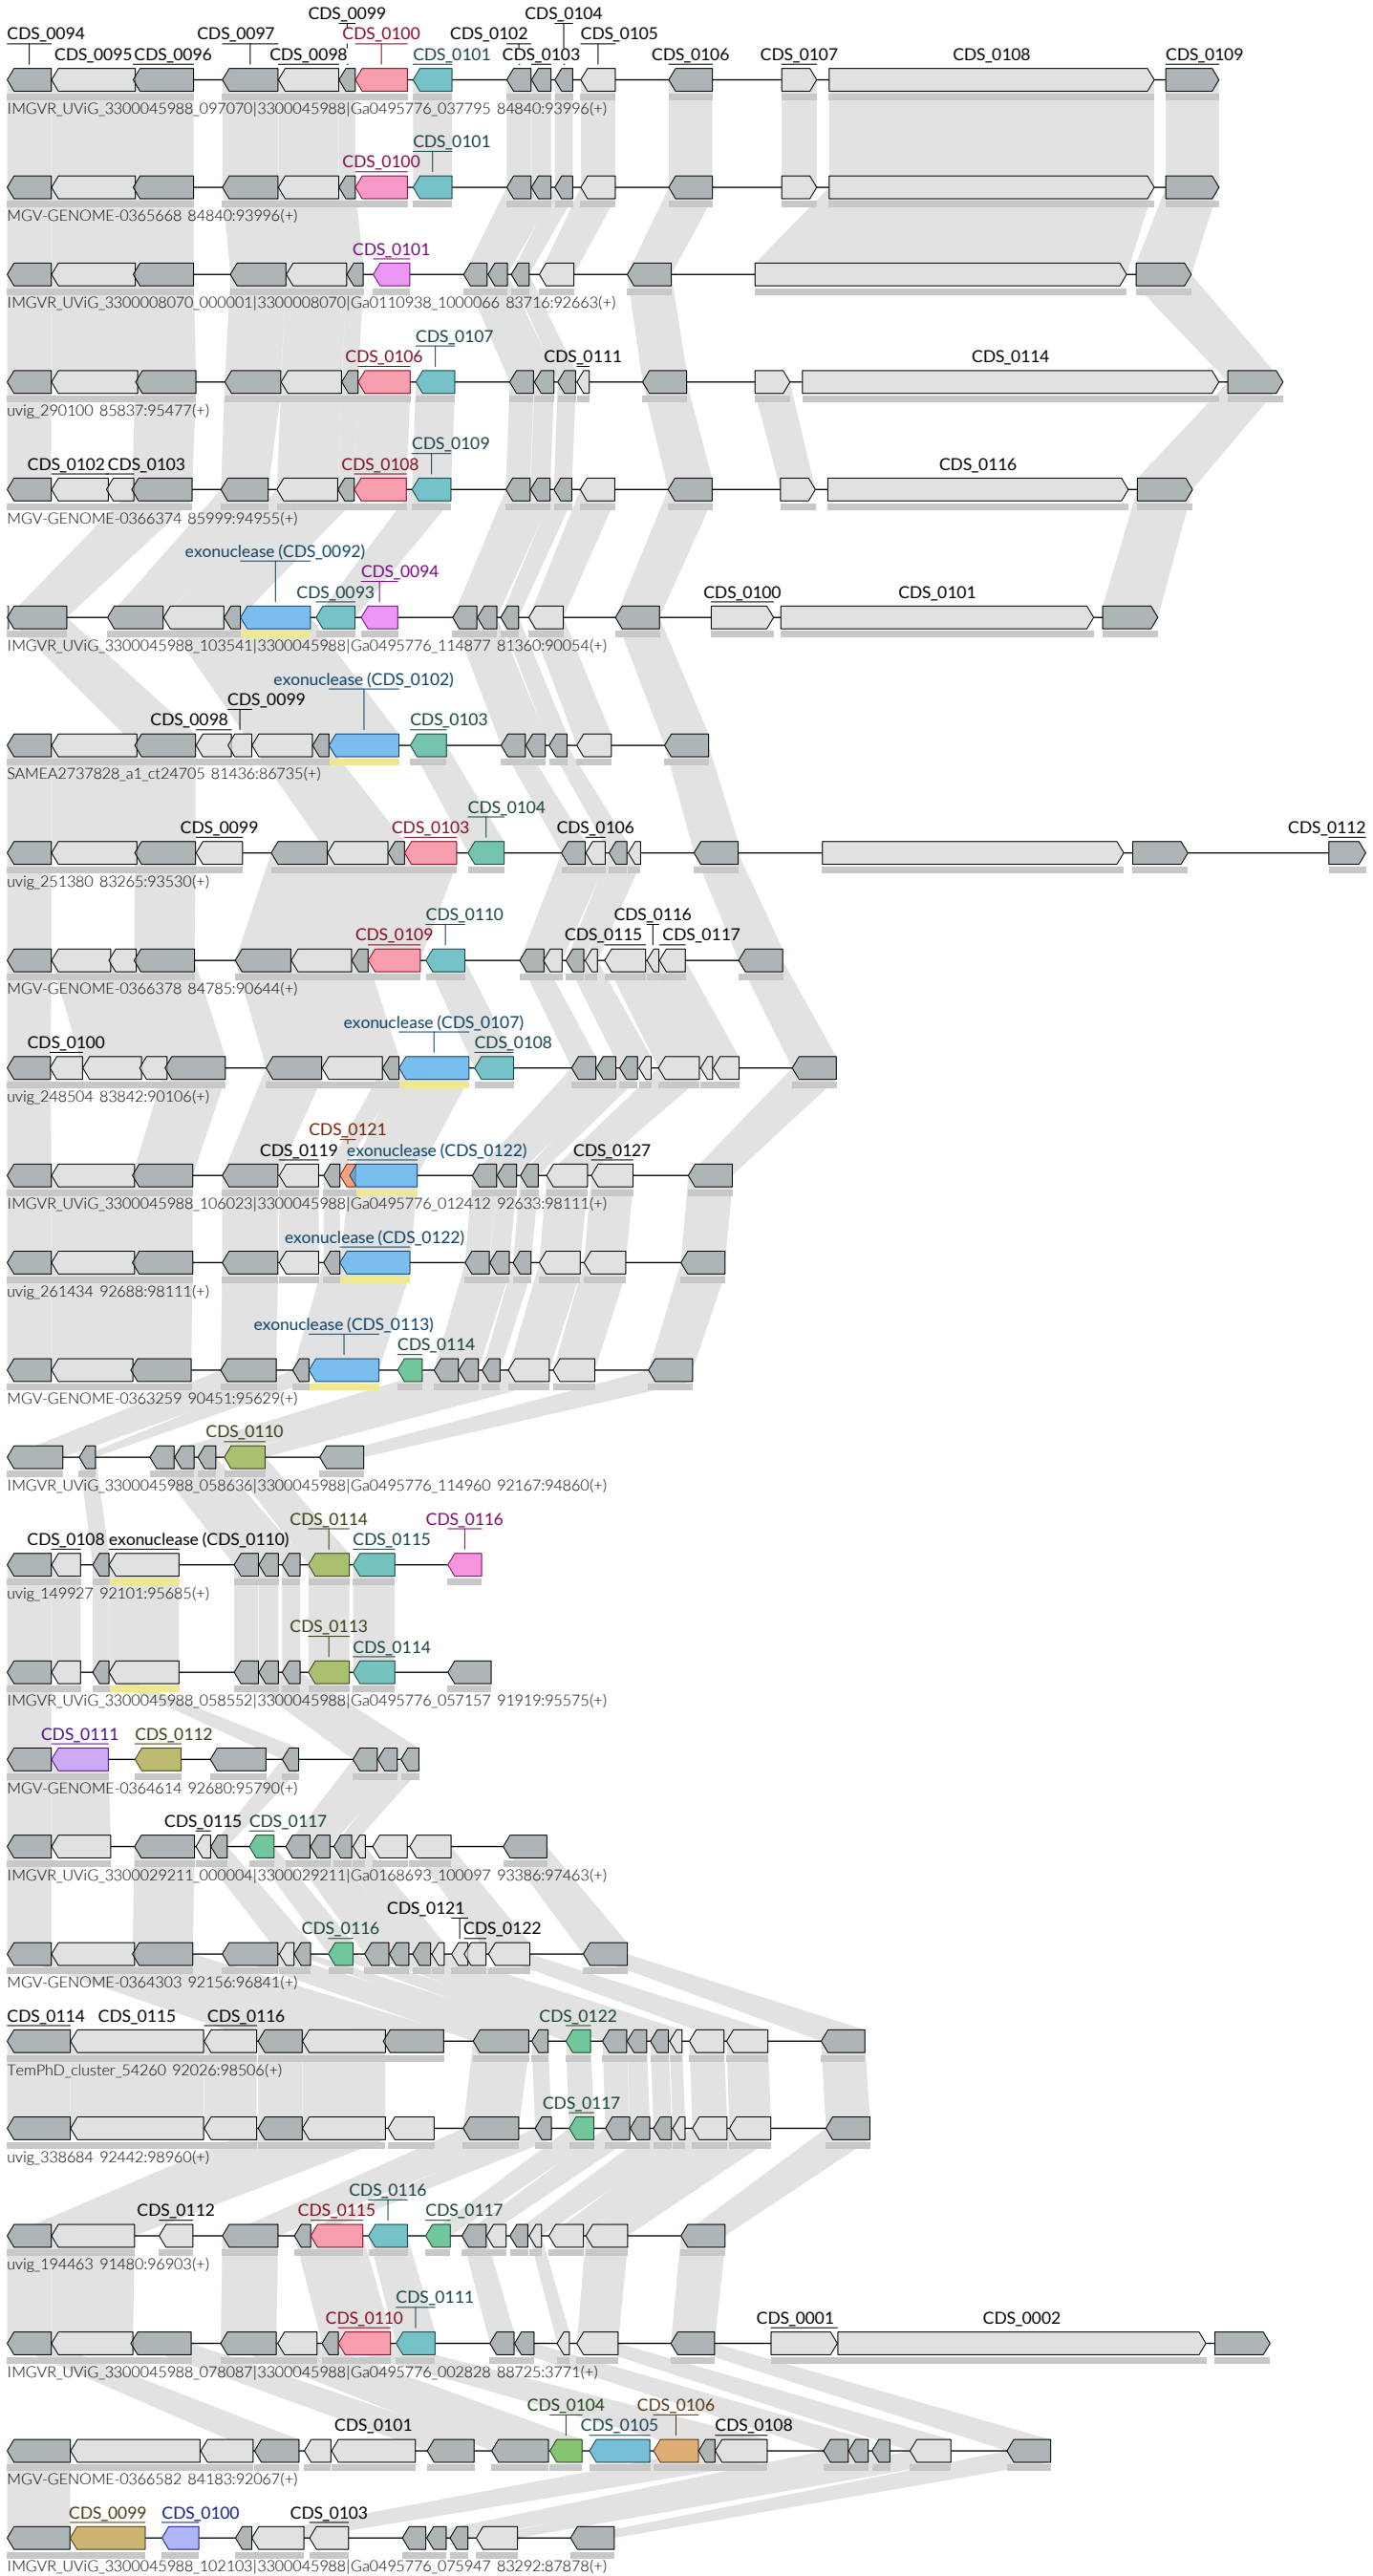 CDS_0099 CDS_0104
CDS_0094 CDS_0097 CDS_0100 CDS_0102 CDS_0105
CDS_0095 CDS_0096 CDS_0098 CDS_0101 CDS_0103 CDS_0106 CDS_0107 CDS_0108 CDS_0109
IMGVR_UViG_3300045988_097070|3300045988|Ga0495776_037795 84840:93996(+)
CDS_0101
CDS_0100
MGV-GENOME-0365668 84840:93996(+)
CDS_0101
IMGVR_UViG_3300008070_000001|3300008070|Ga0110938_1000066 83716:92663(+)
CDS_0107
CDS_0106 CDS_0111 CDS_0114
uvig_290100 85837:95477(+)
CDS_0109
CDS_0102 CDS_0103 CDS_0108 CDS_0116
MGV-GENOME-0366374 85999:94955(+)
exonuclease (CDS_0092)
CDS_0094
CDS_0093 CDS_0100 CDS_0101
IMGVR_UViG_3300045988_103541|3300045988|Ga0495776_114877 81360:90054(+)
exonuclease (CDS_0102)
CDS_0099
CDS_0098 CDS_0103
SAMEA2737828_a1_ct24705 81436:86735(+)
CDS_0104
CDS_0099 CDS_0103 CDS_0106 CDS_0112
uvig_251380 83265:93530(+)
CDS_0110 CDS_0116
CDS_0109 CDS_0115 CDS_0117
MGV-GENOME-0366378 84785:90644(+)
exonuclease (CDS_0107)
CDS_0100 CDS_0108
uvig_248504 83842:90106(+)
CDS_0121
CDS_0119 exonuclease (CDS_0122) CDS_0127
IMGVR_UViG_3300045988_106023|3300045988|Ga0495776_012412 92633:98111(+)
exonuclease (CDS_0122)
uvig_261434 92688:98111(+)
exonuclease (CDS_0113)
CDS_0114
MGV-GENOME-0363259 90451:95629(+)
CDS_0110
IMGVR_UViG_3300045988_058636|3300045988|Ga0495776_114960 92167:94860(+)
CDS_0114 CDS_0116
CDS_0108 exonuclease (CDS_0110) CDS_0115
uvig_149927 92101:95685(+)
CDS_0113
CDS_0114
IMGVR_UViG_3300045988_058552|3300045988|Ga0495776_057157 91919:95575(+)
CDS_0111 CDS_0112
MGV-GENOME-0364614 92680:95790(+)
CDS_0115 CDS_0117
IMGVR_UViG_3300029211_000004|3300029211|Ga0168693_100097 93386:97463(+)
CDS_0121
CDS_0116 CDS_0122
MGV-GENOME-0364303 92156:96841(+)
CDS_0114 CDS_0115 CDS_0116 CDS_0122
TemPhD_cluster_54260 92026:98506(+)
CDS_0117
uvig_338684 92442:98960(+)
CDS_0116
CDS_0112 CDS_0115 CDS_0117
uvig_194463 91480:96903(+)
CDS_0111
CDS_0110 CDS_0001 CDS_0002
IMGVR_UViG_3300045988_078087|3300045988|Ga0495776_002828 88725:3771(+)
CDS_0104 CDS_0106
CDS_0101 CDS_0105 CDS_0108
MGV-GENOME-0366582 84183:92067(+)
CDS_0099 CDS_0100 CDS_0103
IMGVR_UViG_3300045988_102103|3300045988|Ga0495776_075947 83292:87878(+)